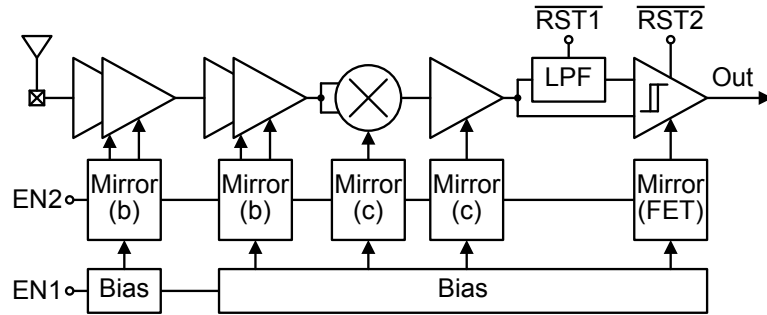 RST1 RST2
LPF
Out
EN2 Mirror (b) Mirror (b) Mirror (c) Mirror (c) Mirror (FET)
EN1 Bias Bias